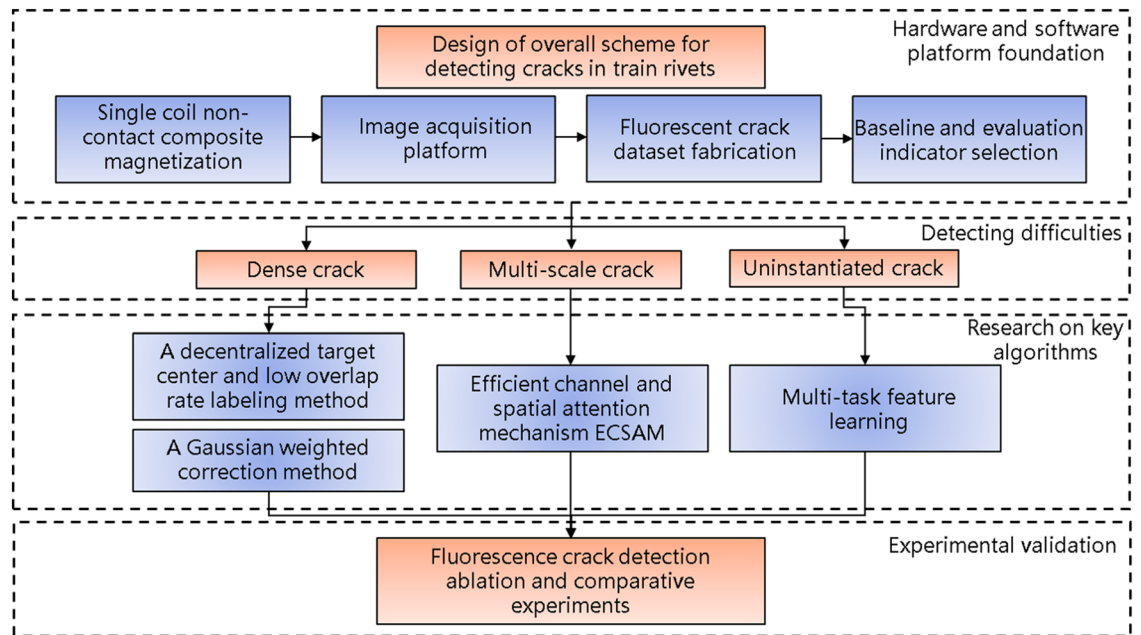 Hardware and software
platform foundation
Design of overall scheme for
detecting cracks in train rivets
Single coil non-
contact composite
magnetization
Image acquisition
platform
Fluorescent crack
dataset fabrication
Baseline and evaluation
indicator selection
Detecting difficulties
Dense crack
Multi-scale crack
Uninstantiated crack
Research on key
algorithms
A decentralized target
center and low overlap
rate labeling method
A Gaussian weighted
correction method
Efficient channel and
spatial attention
mechanism ECSAM
Multi-task feature
learning
Experimental validation
Fluorescence crack detection
ablation and comparative
experiments